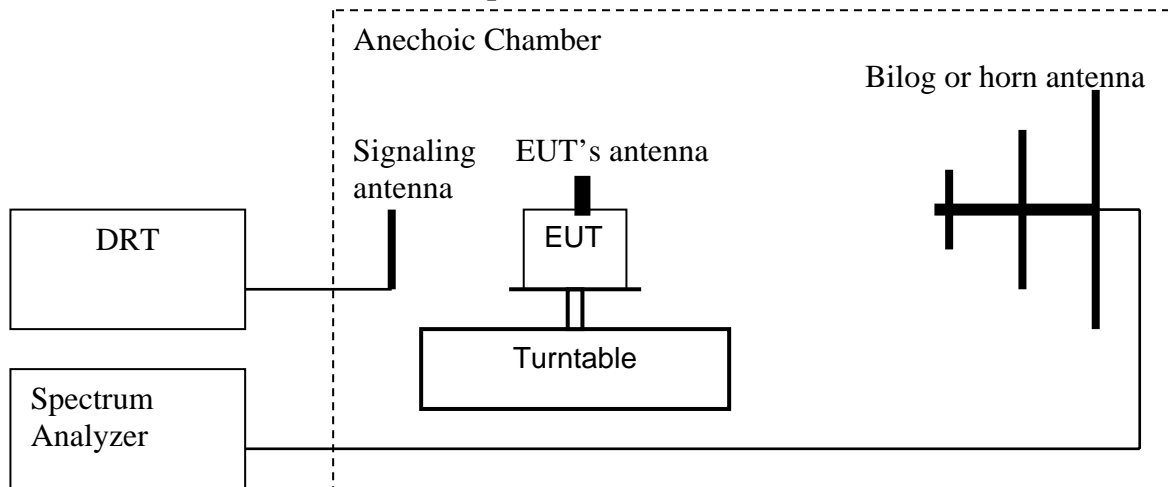 Anechoic Chamber
Bilog or horn antenna
Signaling
antenna
EUT’s antenna
DRT
EUT
Turntable
Spectrum
Analyzer